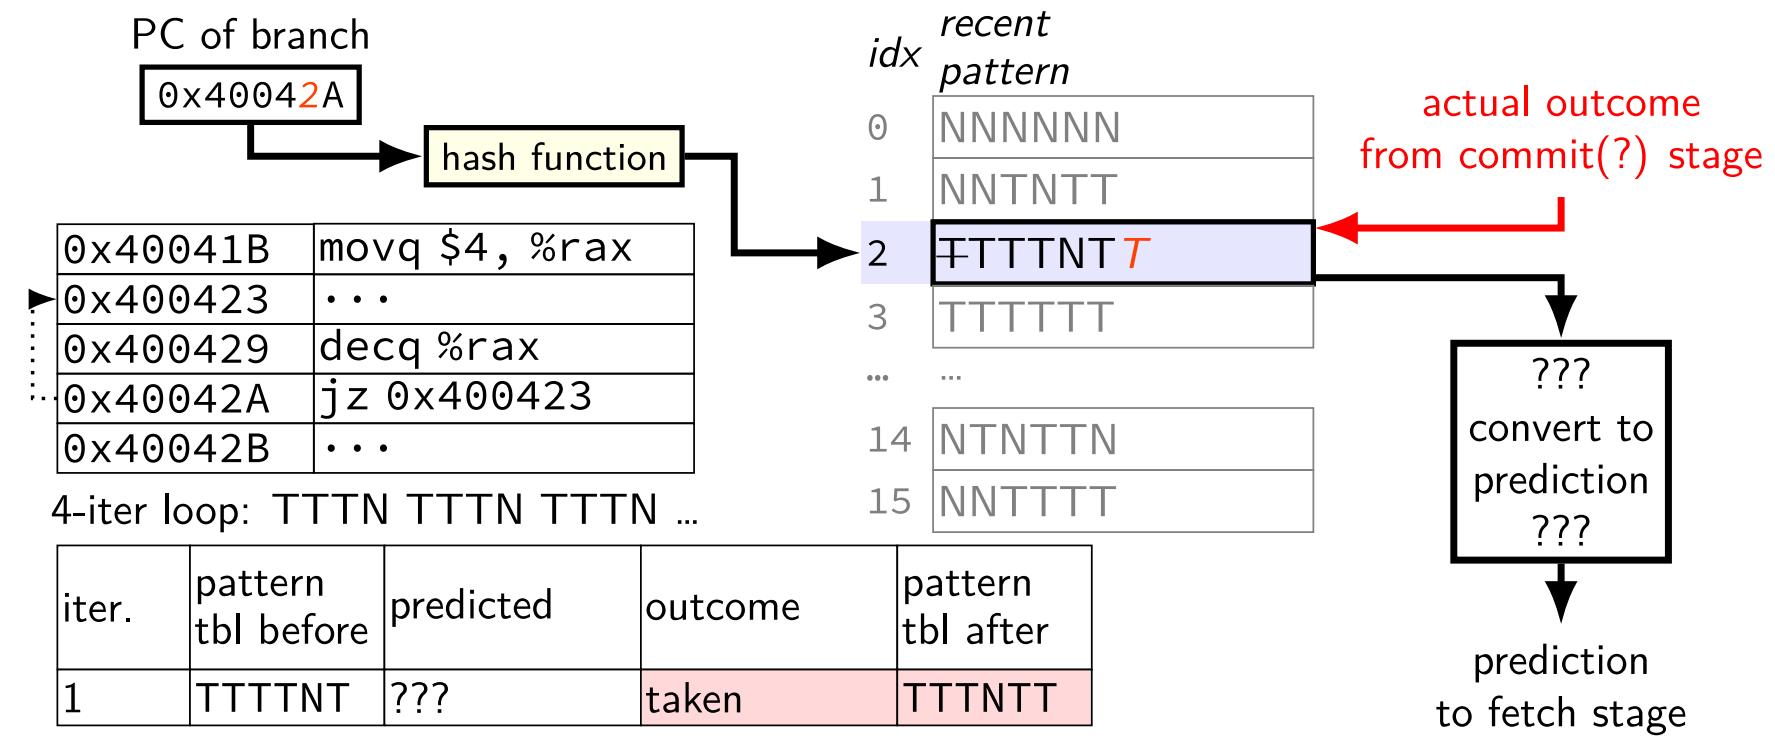 PC of branch
0x40042A
hash function
idx
recent
pattern
0 NNNNNN
1 NNTNTT
2 TTTTNTT
3 TTTTTT
... ...
14 NTNTTN
15 NNTTTT
actual outcome
from commit(?) stage
???
convert to
prediction
???
prediction
to fetch stage
0x40041B movq $4, %rax
0x400423 ···
0x400429 decq %rax
0x40042A jz 0x400423
0x40042B ···
4-iter loop: TTTN TTTN TTTN ...
iter.
pattern
tbl before
predicted
outcome
pattern
tbl after
1 TTTTNT ??? taken TTTNTT